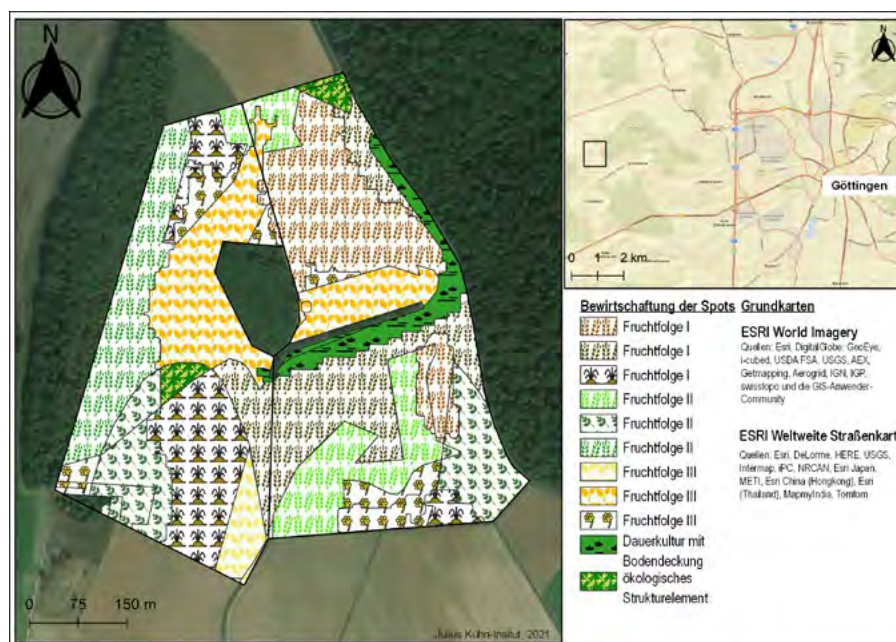 N
0 75 150 m
Julius Kühn-Insitut, 2021
N
Göttingen
0 1 2 km
Bewirtschaftung der Spots
Fruchtfolge I
Fruchtfolge I
Fruchtfolge I
Fruchtfolge II
Fruchtfolge II
Fruchtfolge II
Fruchtfolge III
Fruchtfolge III
Fruchtfolge III
Dauerkultur mit
Bodendeckung
ökologisches
Strukturelement
Grundkarten
ESRI World Imagery
Quellen: Esri, DigitalGlobe, GeoEye,
i-cubed, USDA FSA, USGS, AEX,
Getmapping, Aerogrid, IGN, IGP,
swisstopo und die GIS-Anwender-
Community
ESRI Weltweite Straßenkart
Quellen: Esri, DeLorme, HERE, USGS,
Intermap, iPC, NRCAN, Esri Japan,
METI, Esri China (Hongkong), Esri
(Thailand), MapmyIndia, Tomtom